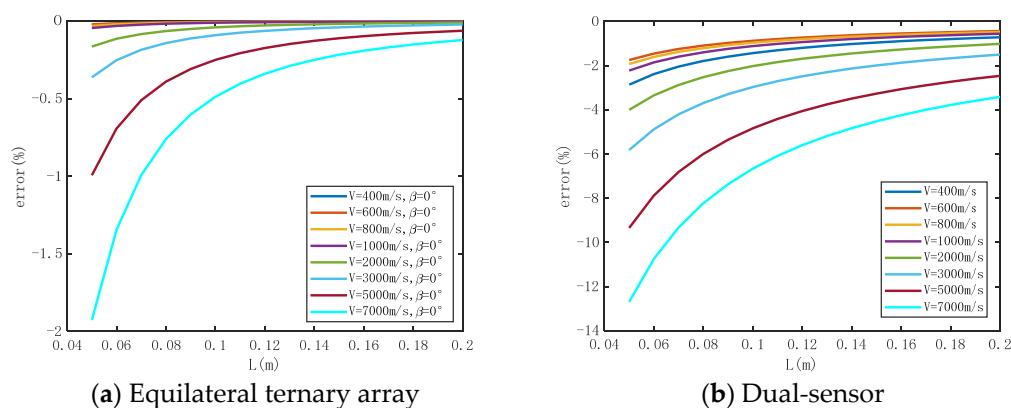 0
-0.5
-1
-1.5
-2
error(%)
0.04 0.06 0.08 0.1 0.12 0.14 0.16 0.18 0.2
L(m)
V=400m/s,β=0°
V=600m/s,β=0°
V=800m/s,β=0°
V=1000m/s,β=0°
V=2000m/s,β=0°
V=3000m/s,β=0°
V=5000m/s,β=0°
V=7000m/s,β=0°
(a) Equilateral ternary array
0
-2
-4
-6
-8
-10
-12
-14
error(%)
0.04 0.06 0.08 0.1 0.12 0.14 0.16 0.18 0.2
L(m)
V=400m/s
V=600m/s
V=800m/s
V=1000m/s
V=2000m/s
V=3000m/s
V=5000m/s
V=7000m/s
(b) Dual-sensor